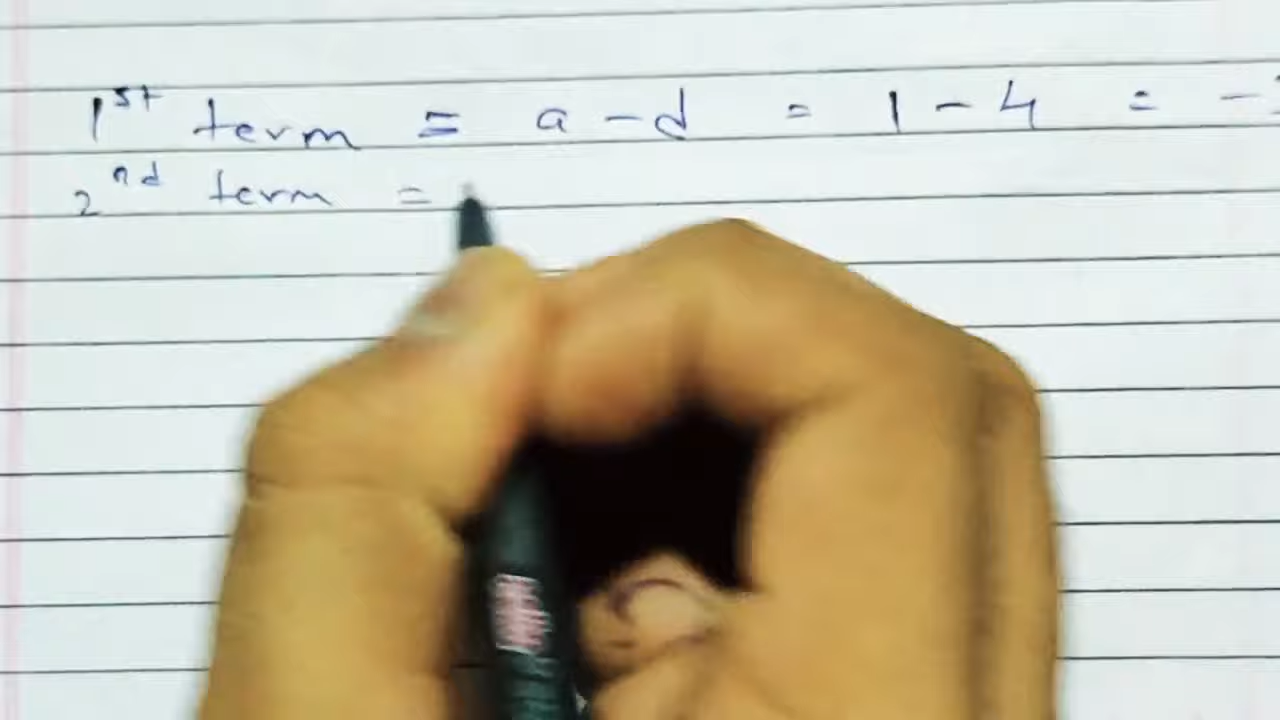 1st term = a - d = 1 - 4 = -
2nd term =